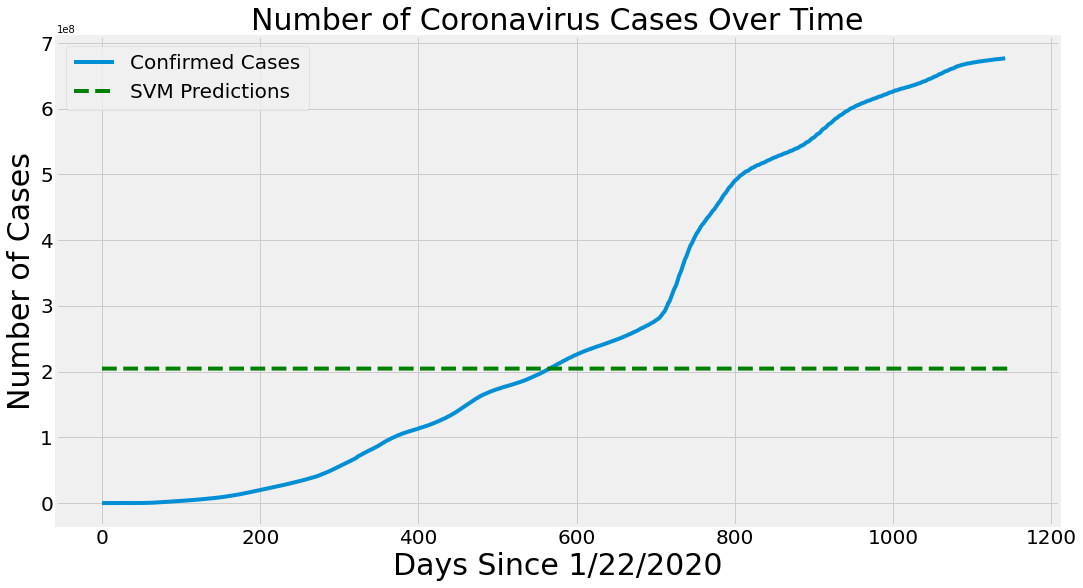 Number of Coronavirus Cases Over Time
1e8
7
6
5
4
3
2
1
0
Number of Cases
Confirmed Cases
SVM Predictions
0 200 400 600 800 1000 1200
Days Since 1/22/2020